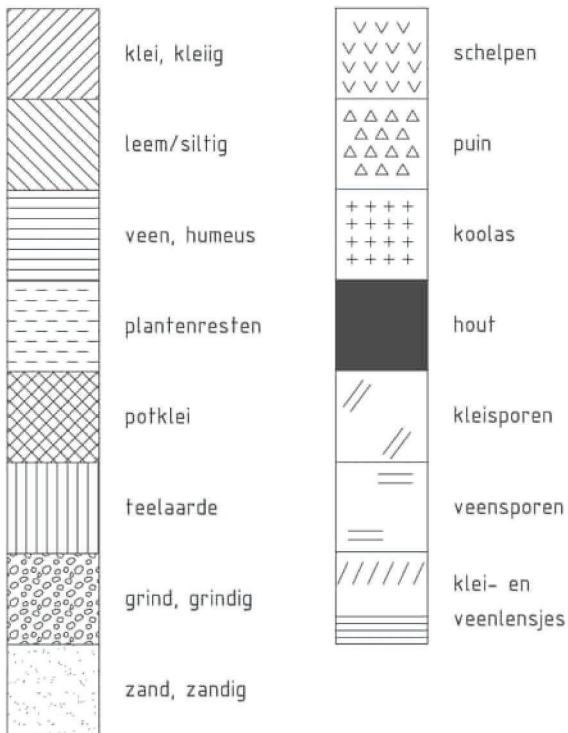 klei, kleiig
leem/siltig
veen, humeus
plantenresten
potklei
teelaarde
grind, grindig
zand, zandig
schelpen
puin
koolas
hout
kleisporen
veensporen
klei- en
veenlensjes